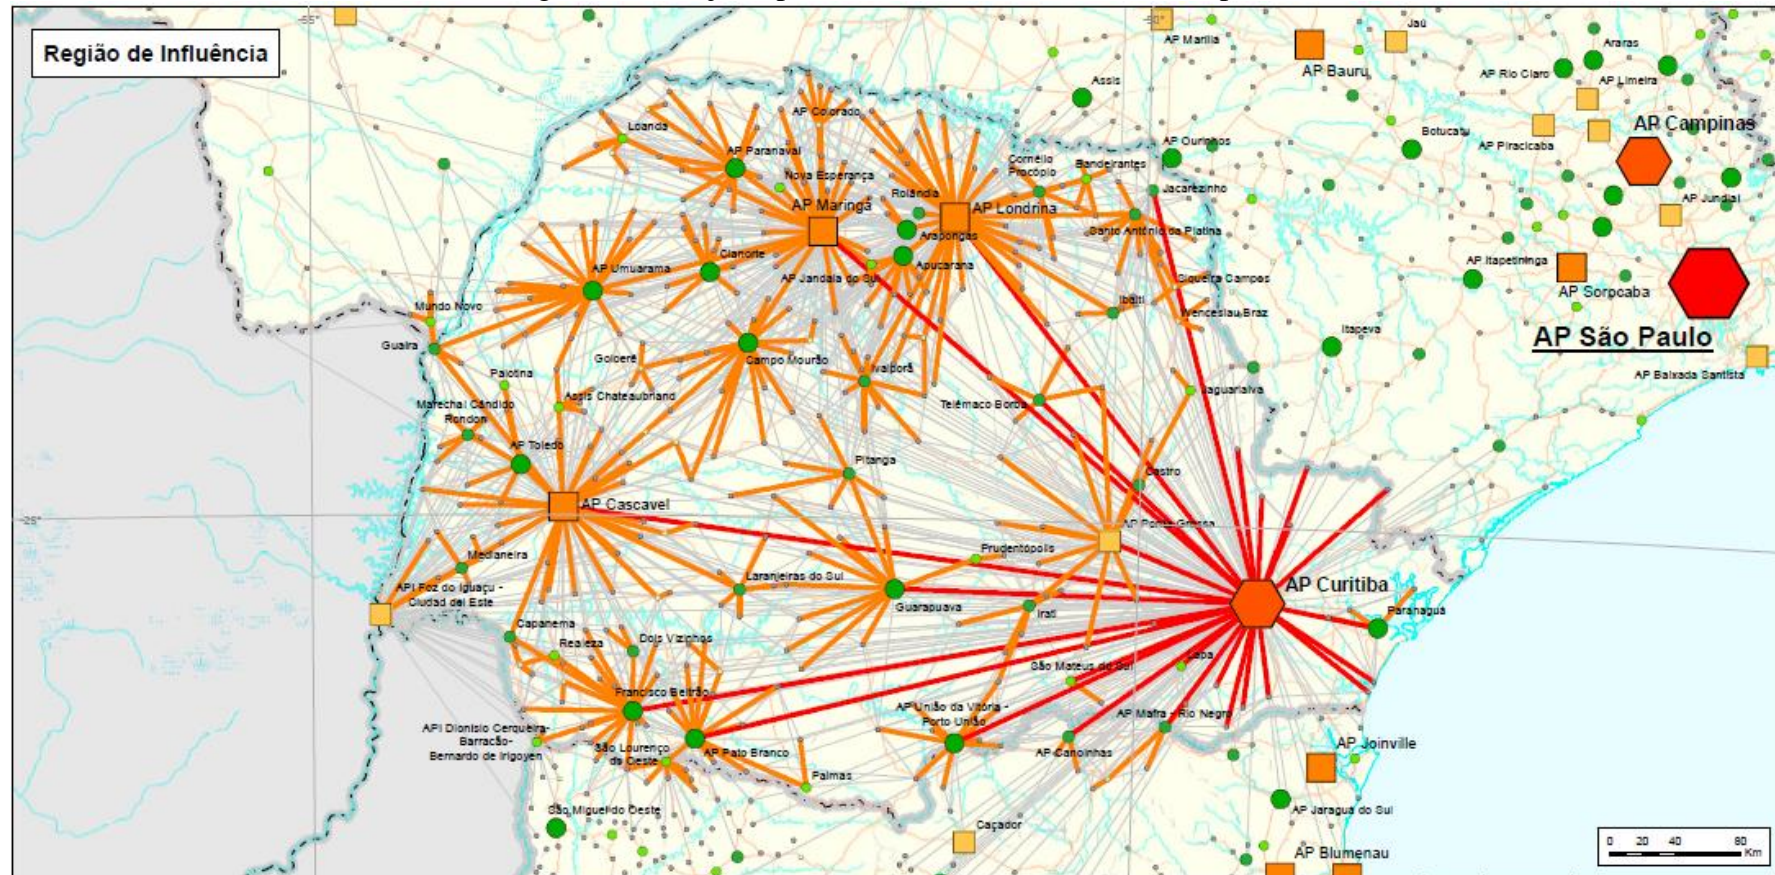 -55°
-50°
Região de Influência
AP Marília
Jaú
AP Bauru
Araras
AP Rio Claro
AP Limeira
Assis
AP Colorado
Loanda
AP Campinas
Botucatu
AP Piracicaba
AP Ourinhos
AP Paranavaí
Cornélio
Procópio
Bandeirantes
Nova Esperança
Rolândia
Jacarezinho
AP Jundiaí
AP Maringá
AP Londrina
Arapongas
Santo Antônio da Platina
AP Umuarama
Cianorte
AP Jandaia do Sul
Apucarana
Siqueira Campos
AP Itapetininga
AP Sorocaba
Mundo Novo
Ibaiti
Wenceslau Braz
Itapeva
AP São Paulo
Guaíra
Goioerê
Campo Mourão
Ivaiporã
AP Baixada Santista
Palotina
Assis Chateaubriand
Telêmaco Borba
Jaguariaíva
Marechal Cândido
Rondon
AP Toledo
Pitanga
Castro
AP Cascavel
-25°
AP Ponta Grossa
Medianeira
Prudentópolis
API Foz do Iguaçu -
Ciudad del Este
Laranjeiras do Sul
AP Curitiba
Guarapuava
Irati
Paranaguá
Capanema
Realeza
Dois Vizinhos
São Mateus do Sul
Lapa
Francisco Beltrão
AP União da Vitória -
Porto União
AP Mafra - Rio Negro
API Dionísio Cerqueira-
Barracão-
Bernardo de Irigoyen
São Lourenço
do Oeste
AP Pato Branco
AP Canoinhas
AP Joinville
Palmas
São Miguel do Oeste
AP Jaraguá do Sul
Caçador
AP Blumenau
0 20 40 80
Km